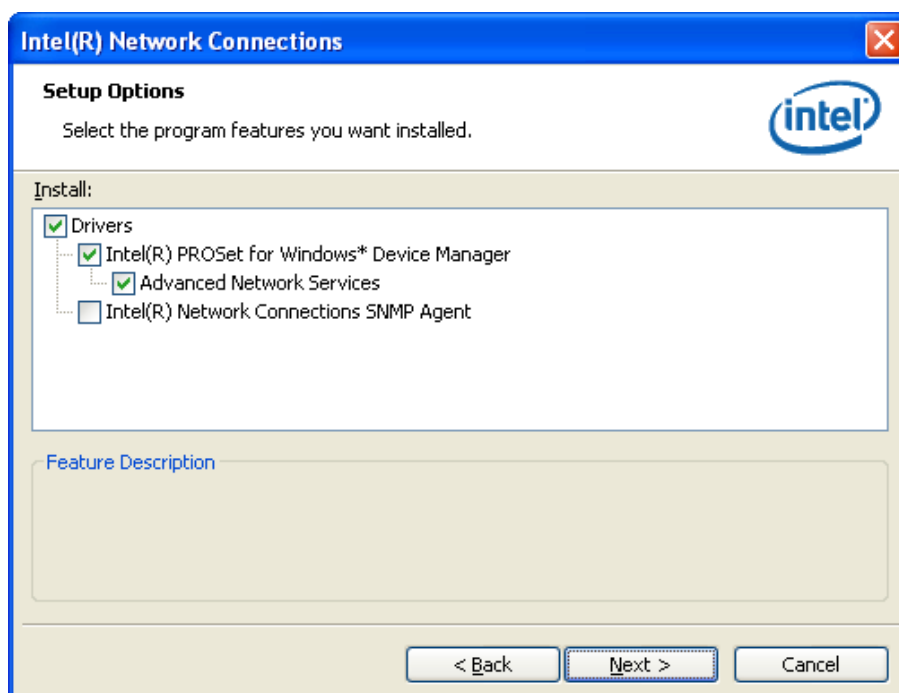 Intel(R) Network Connections
Setup Options
Select the program features you want installed.
intel
Install:
Drivers
Intel(R) PROSet for Windows* Device Manager
Advanced Network Services
Intel(R) Network Connections SNMP Agent
Feature Description
< Back
Next >
Cancel